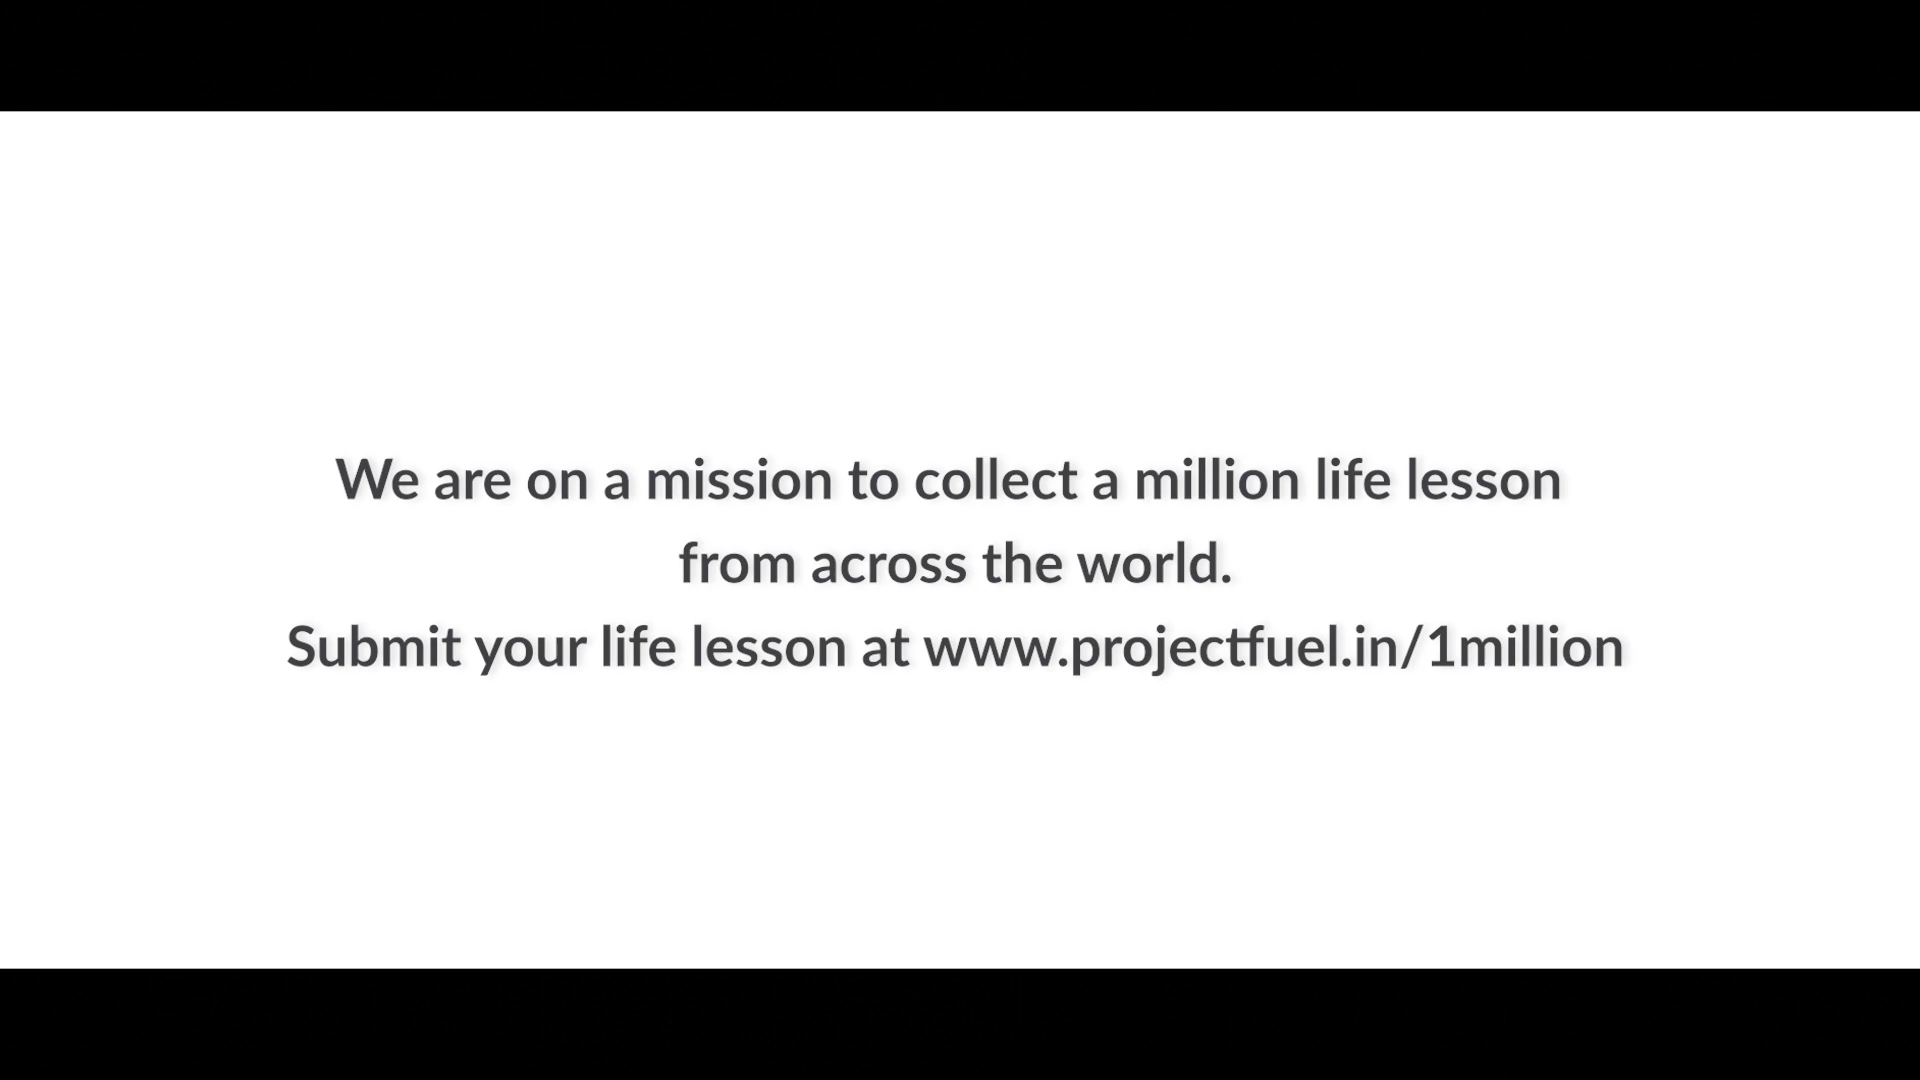 We are on a mission to collect a million life lesson
from across the world.
Submit your life lesson at www.projectfuel.in/1million